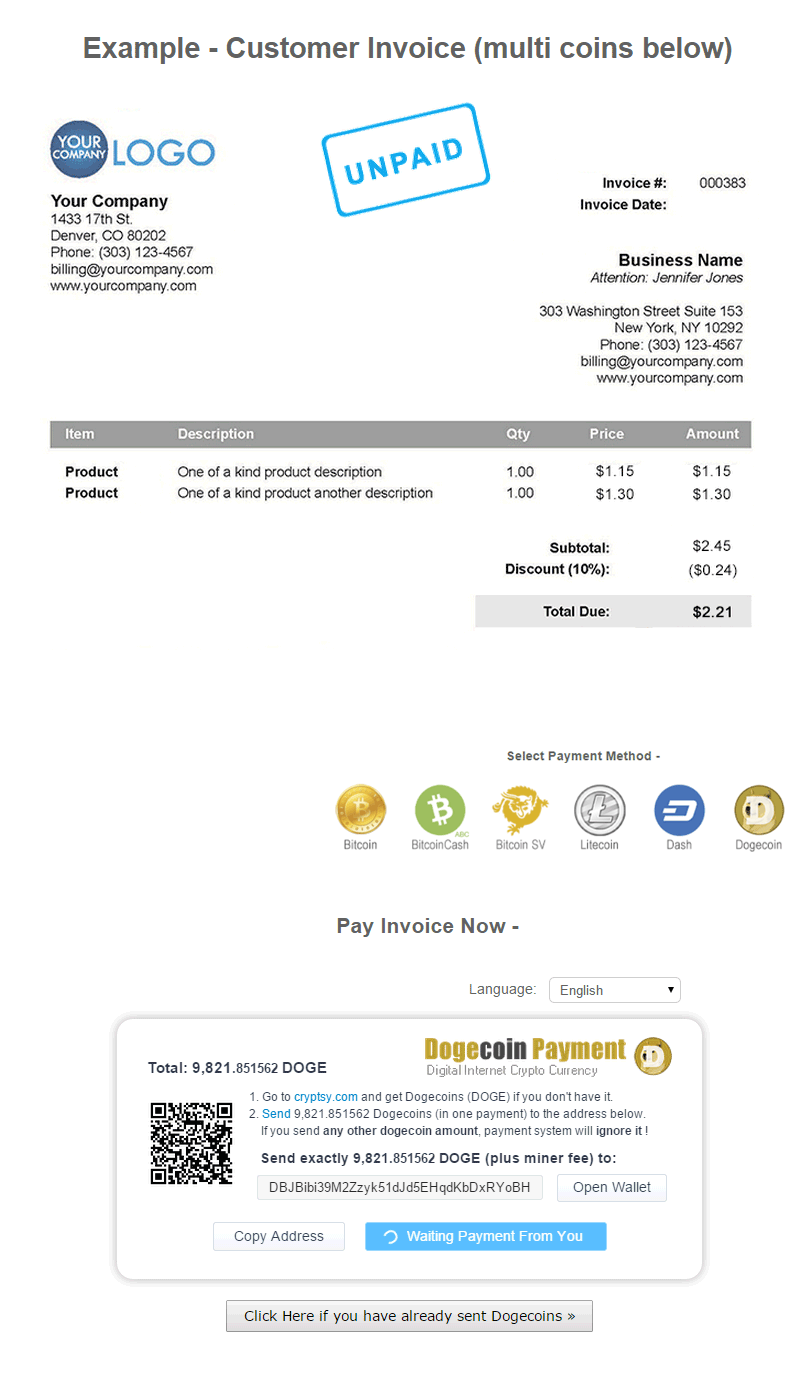 Example - Customer Invoice (multi coins below)
YOUR COMPANY LOGO
UNPAID
Invoice #: 000383
Invoice Date:
Your Company
1433 17th St.
Denver, CO 80202
Phone: (303) 123-4567
billing@yourcompany.com
www.yourcompany.com
Business Name
Attention: Jennifer Jones
303 Washington Street Suite 153
New York, NY 10292
Phone: (303) 123-4567
billing@yourcompany.com
www.yourcompany.com
Item Description Qty Price Amount
Product One of a kind product description 1.00 $1.15 $1.15
Product One of a kind product another description 1.00 $1.30 $1.30
Subtotal: $2.45
Discount (10%): ($0.24)
Total Due: $2.21
Select Payment Method -
ABC
Bitcoin BitcoinCash Bitcoin SV Litecoin Dash Dogecoin
Pay Invoice Now -
Language: English
Dogecoin Payment
Digital Internet Crypto Currency
Total: 9,821.851562 DOGE
1. Go to cryptsy.com and get Dogecoins (DOGE) if you don't have it.
2. Send 9,821.851562 Dogecoins (in one payment) to the address below.
If you send any other dogecoin amount, payment system will ignore it !
Send exactly 9,821.851562 DOGE (plus miner fee) to:
DBJBibi39M2Zzyk51dJd5EHqdKbDxRYoBH Open Wallet
Copy Address Waiting Payment From You
Click Here if you have already sent Dogecoins »